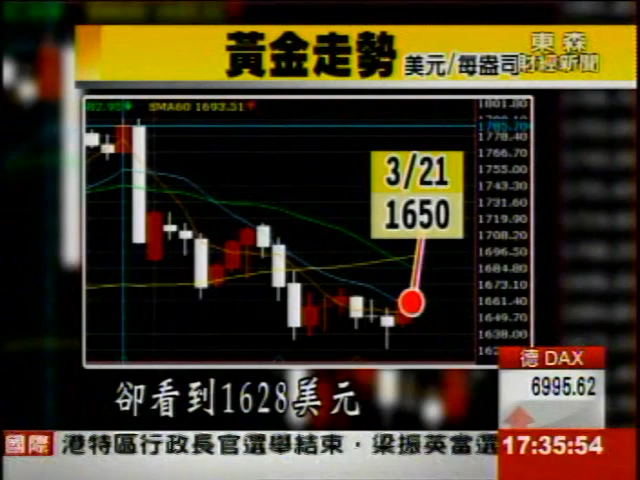 黃金走勢 美元/每盎司
東森
財經新聞
SMA60 1693.51
1801.80
1778.40
1766.70
1755.00
1743.30
1731.60
1719.90
1708.20
1696.50
1684.80
1673.10
1661.40
1649.70
1638.00
3/21
1650
卻看到1628美元
德 DAX
6995.62
國際 港特區行政長官選舉結束．梁振英當選
17:35:54